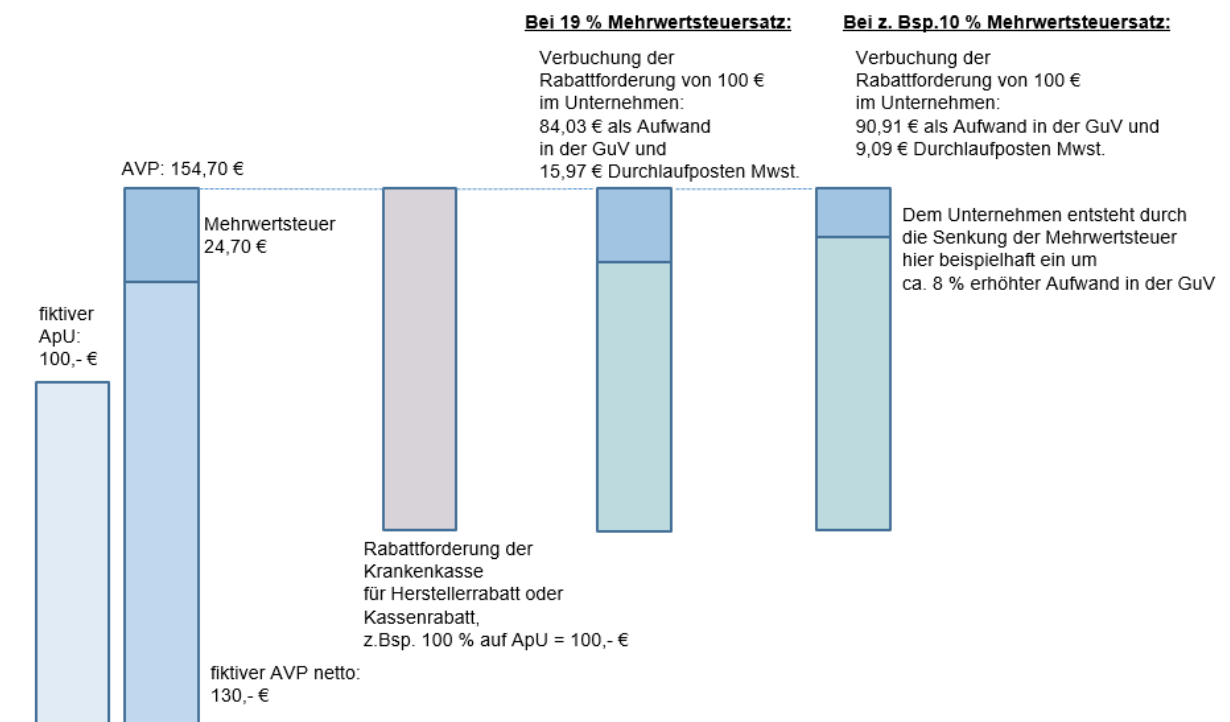 Bei 19 % Mehrwertsteuersatz:
Verbuchung der
Rabattforderung von 100 €
im Unternehmen:
84,03 € als Aufwand
in der GuV und
15,97 € Durchlaufposten Mwst.
Bei z. Bsp.10 % Mehrwertsteuersatz:
Verbuchung der
Rabattforderung von 100 €
im Unternehmen:
90,91 € als Aufwand in der GuV und
9,09 € Durchlaufposten Mwst.
AVP: 154,70 €
Mehrwertsteuer
24,70 €
Dem Unternehmen entsteht durch
die Senkung der Mehrwertsteuer
hier beispielhaft ein um
ca. 8 % erhöhter Aufwand in der GuV
fiktiver
ApU:
100,- €
Rabattforderung der
Krankenkasse
für Herstellerrabatt oder
Kassenrabatt,
z.Bsp. 100 % auf ApU = 100,- €
fiktiver AVP netto:
130,- €